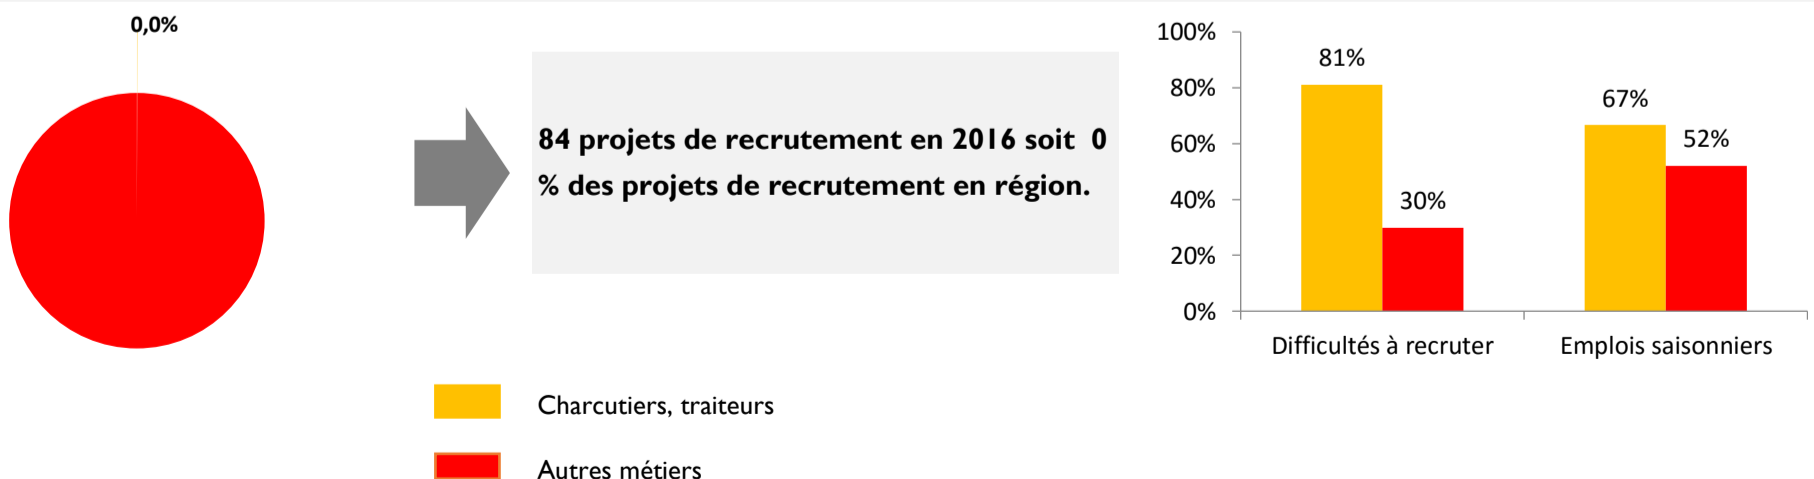 0,0%
84 projets de recrutement en 2016 soit  0
% des projets de recrutement en région.
100%
80%
60%
40%
20%
0%
81%
30%
67%
52%
Difficultés à recruter
Emplois saisonniers
Charcutiers, traiteurs
Autres métiers